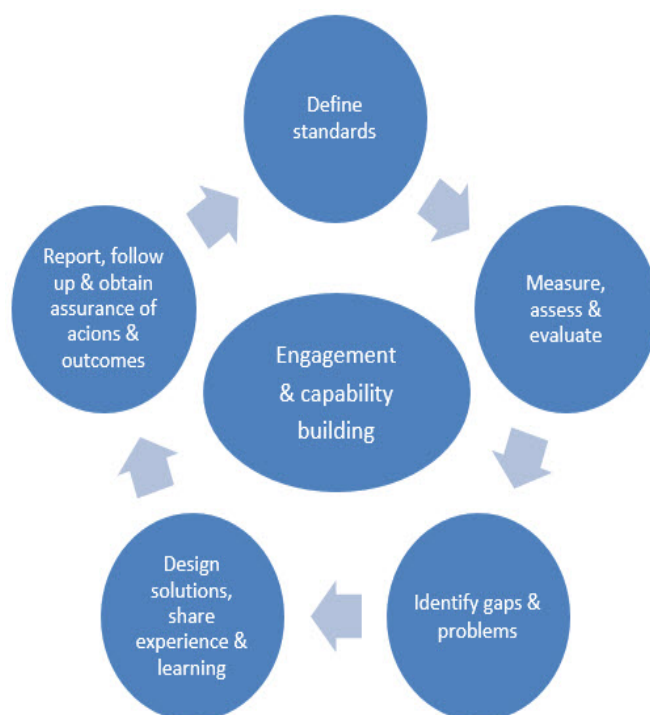 Define
standards
Measure,
assess &
evaluate
Identify gaps &
problems
Design
solutions,
share
experience &
learning
Report, follow
up & obtain
assurance of
acions &
outcomes
Engagement
& capability
building